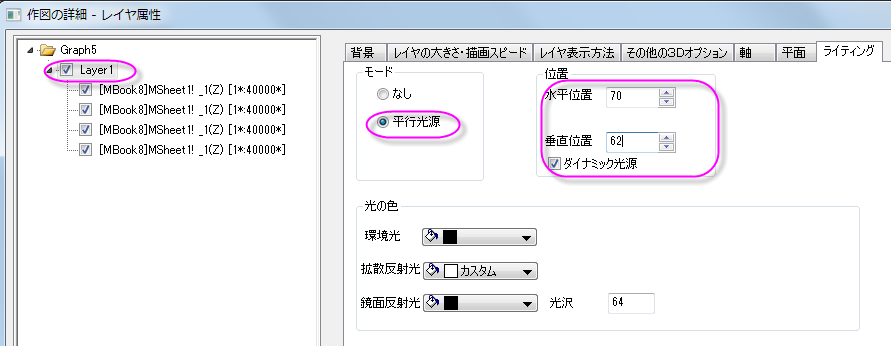 作図の詳細 - レイヤ属性
Graph5
Layer1
[MBook8]MSheet1! _1(Z) [1*:40000*]
[MBook8]MSheet1! _1(Z) [1*:40000*]
[MBook8]MSheet1! _1(Z) [1*:40000*]
[MBook8]MSheet1! _1(Z) [1*:40000*]
背景 レイヤの大きさ・描画スピード レイヤ表示方法 その他の3Dオプション 軸 平面 ライティング
モード
なし
平行光源
位置
水平位置 70
垂直位置 62
ダイナミック光源
光の色
環境光
拡散反射光 カスタム
鏡面反射光 光沢 64